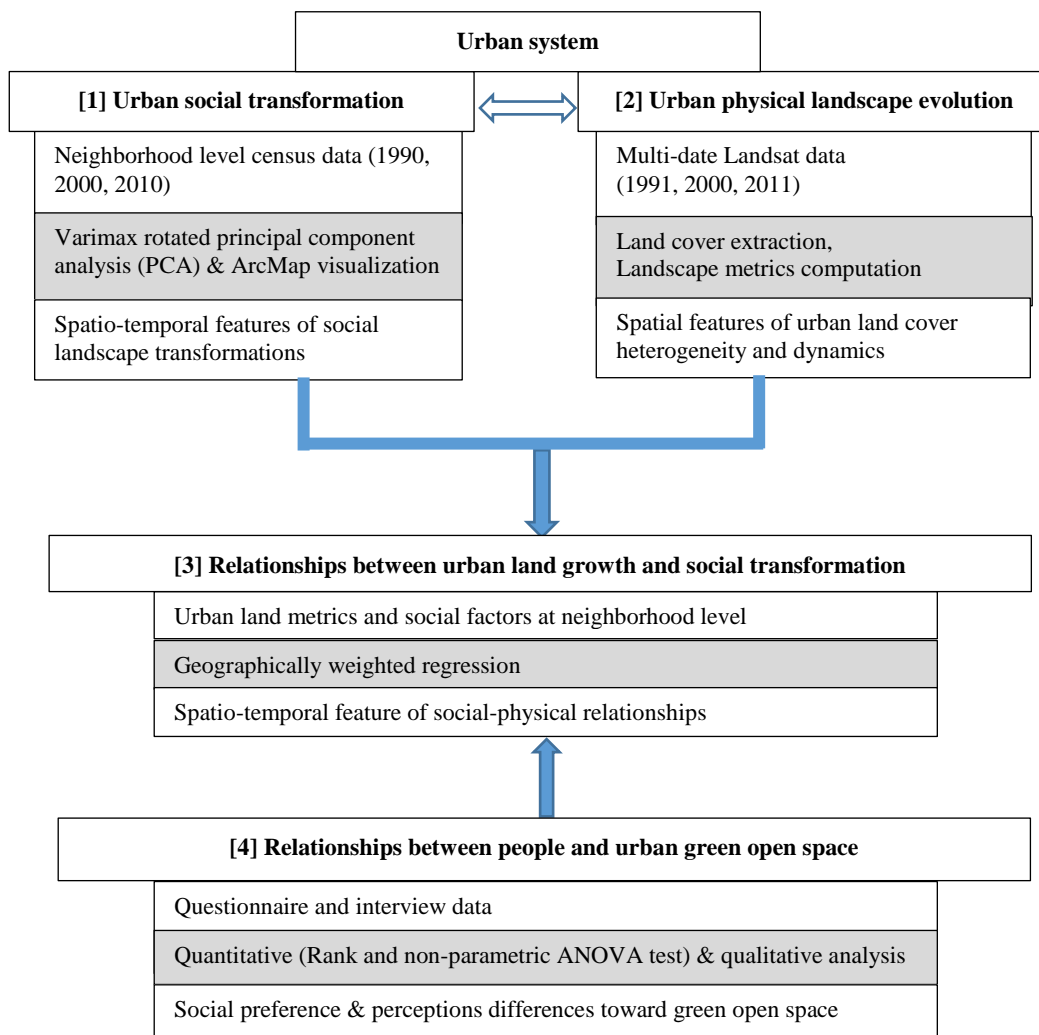 Urban system
[1] Urban social transformation
Neighborhood level census data (1990,
2000, 2010)
Varimax rotated principal component
analysis (PCA) & ArcMap visualization
Spatio-temporal features of social
landscape transformations
[2] Urban physical landscape evolution
Multi-date Landsat data
(1991, 2000, 2011)
Land cover extraction,
Landscape metrics computation
Spatial features of urban land cover
heterogeneity and dynamics
[3] Relationships between urban land growth and social transformation
Urban land metrics and social factors at neighborhood level
Geographically weighted regression
Spatio-temporal feature of social-physical relationships
[4] Relationships between people and urban green open space
Questionnaire and interview data
Quantitative (Rank and non-parametric ANOVA test) & qualitative analysis
Social preference & perceptions differences toward green open space